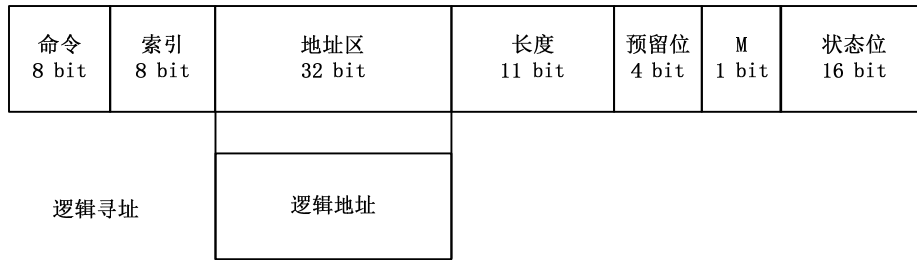 命令 索引 地址区 长度 预留位 M 状态位
8 bit 8 bit 32 bit 11 bit 4 bit 1 bit 16 bit
逻辑寻址 逻辑地址